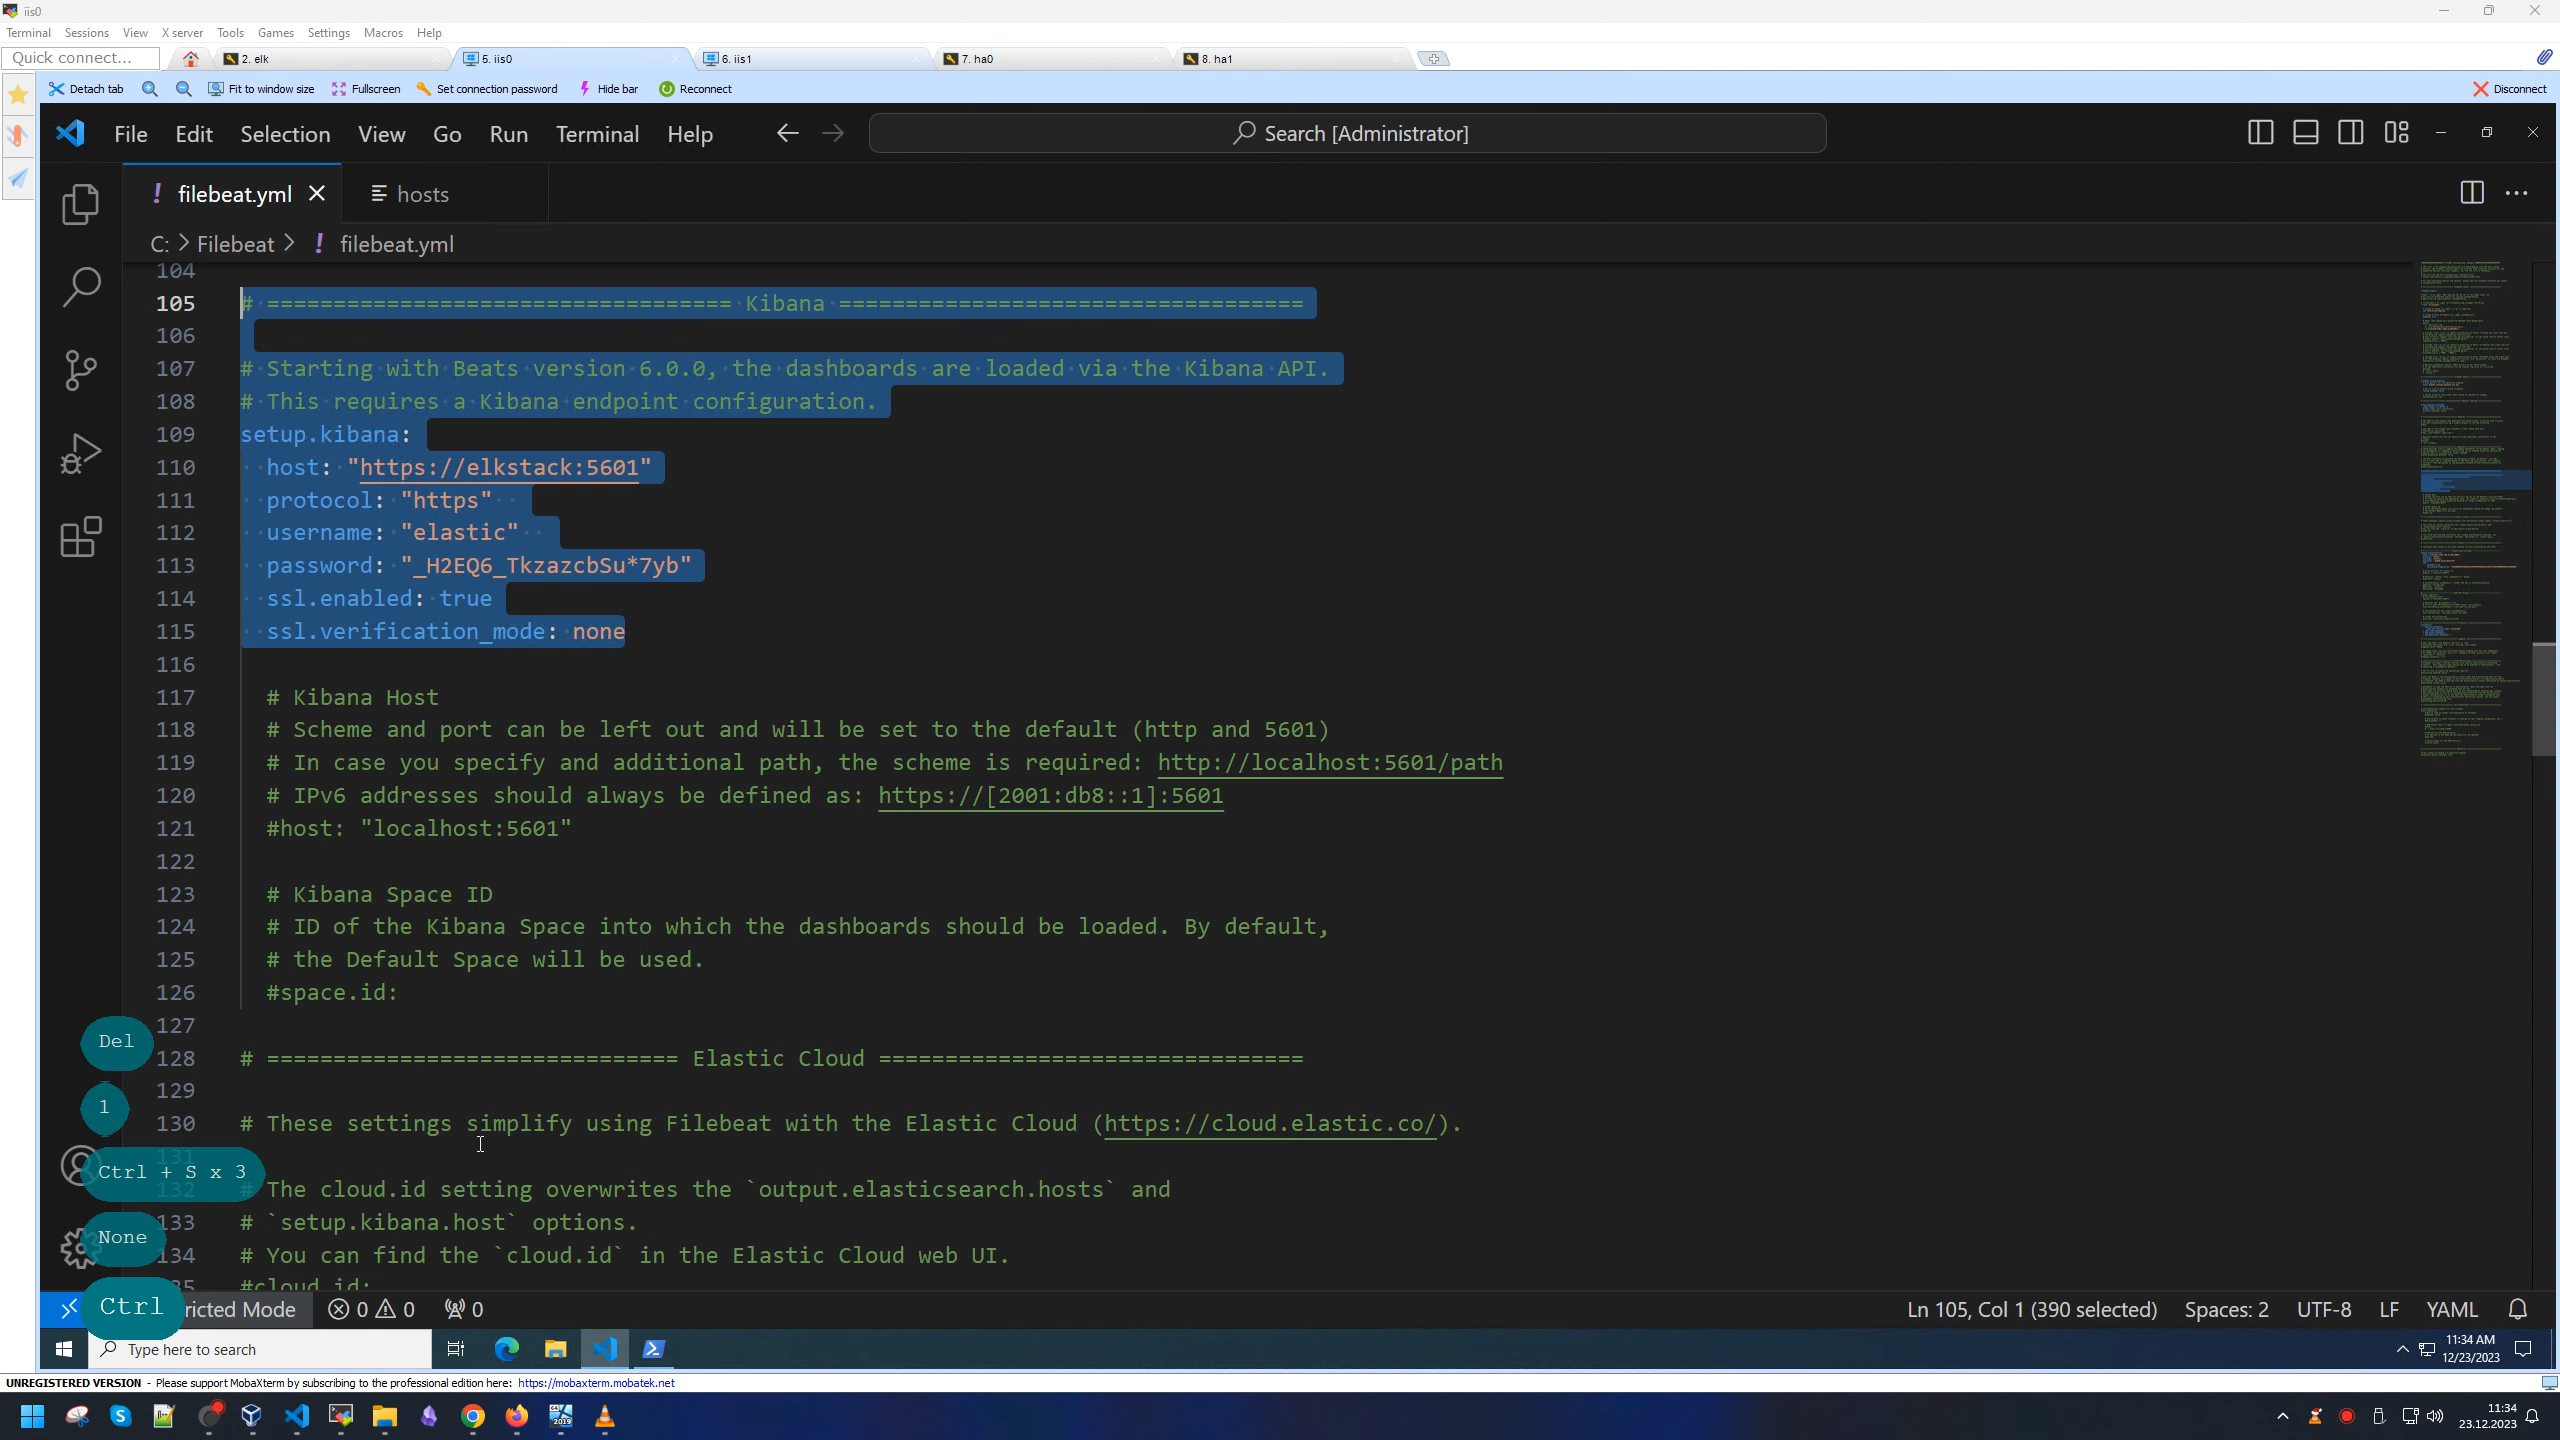 iis0
Terminal Sessions View X server Tools Games Settings Macros Help
Quick connect...
2. elk
5. iis0
6. iis1
7. ha0
8. ha1
Detach tab
Fit to window size
Fullscreen
Set connection password
Hide bar
Reconnect
Disconnect
File Edit Selection View Go Run Terminal Help
Search [Administrator]
! filebeat.yml
hosts
C: > Filebeat > ! filebeat.yml
104
105 # =================================== Kibana ===================================
106
107 # Starting with Beats version 6.0.0, the dashboards are loaded via the Kibana API.
108 # This requires a Kibana endpoint configuration.
109 setup.kibana:
110 host: "https://elkstack:5601"
111 protocol: "https"
112 username: "elastic"
113 password: "_H2EQ6_TkzazcbSu*7yb"
114 ssl.enabled: true
115 ssl.verification_mode: none
116
117 # Kibana Host
118 # Scheme and port can be left out and will be set to the default (http and 5601)
119 # In case you specify and additional path, the scheme is required: http://localhost:5601/path
120 # IPv6 addresses should always be defined as: https://[2001:db8::1]:5601
121 #host: "localhost:5601"
122
123 # Kibana Space ID
124 # ID of the Kibana Space into which the dashboards should be loaded. By default,
125 # the Default Space will be used.
126 #space.id:
127
128 # =============================== Elastic Cloud ================================
129
130 # These settings simplify using Filebeat with the Elastic Cloud (https://cloud.elastic.co/).
131
132 # The cloud.id setting overwrites the `output.elasticsearch.hosts` and
133 # `setup.kibana.host` options.
134 # You can find the `cloud.id` in the Elastic Cloud web UI.
35 #cloud.id:
Del
1
Ctrl + S x 3
None
Ctrl
ricted Mode
0 0
0
Ln 105, Col 1 (390 selected)
Spaces: 2
UTF-8
LF
YAML
Type here to search
11:34 AM
12/23/2023
UNREGISTERED VERSION - Please support MobaXterm by subscribing to the professional edition here: https://mobaxterm.mobatek.net
11:34
23.12.2023